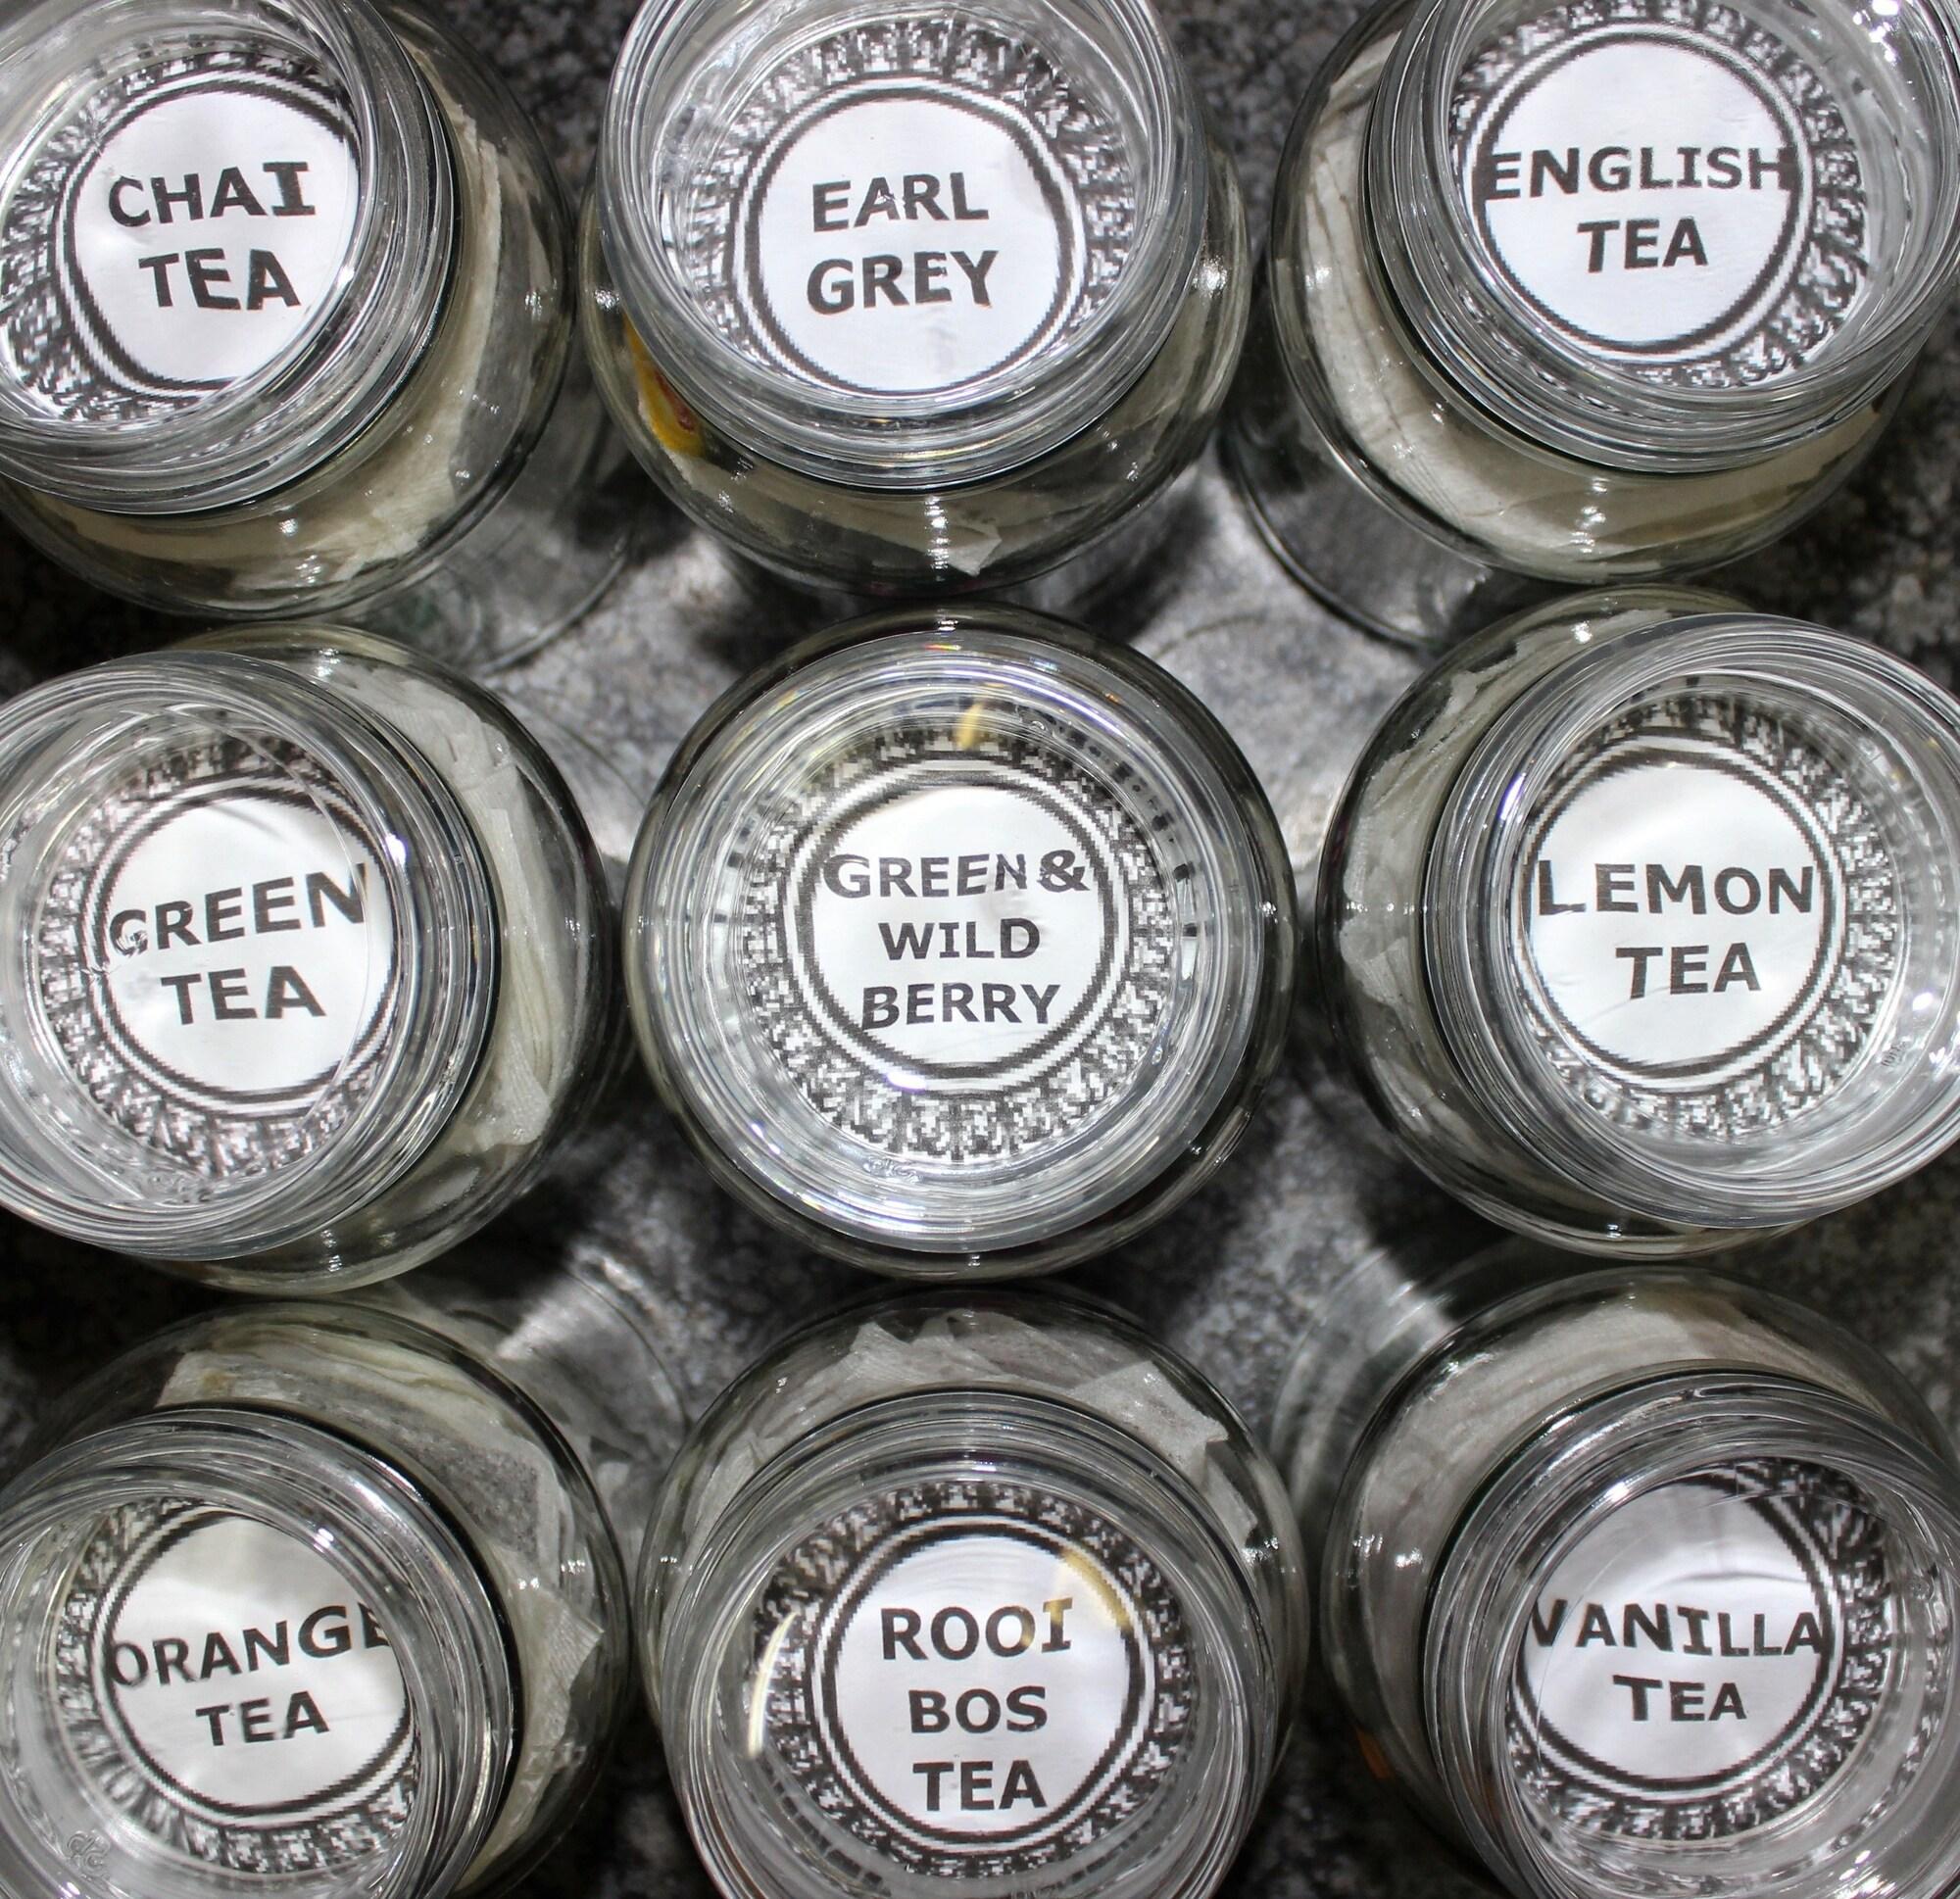 CHAI
TEA
EARL
GREY
ENGLISH
TEA
GREEN
TEA
GREEN &
WILD
BERRY
LEMON
TEA
ORANGE
TEA
ROOI
BOS
TEA
VANILLA
TEA